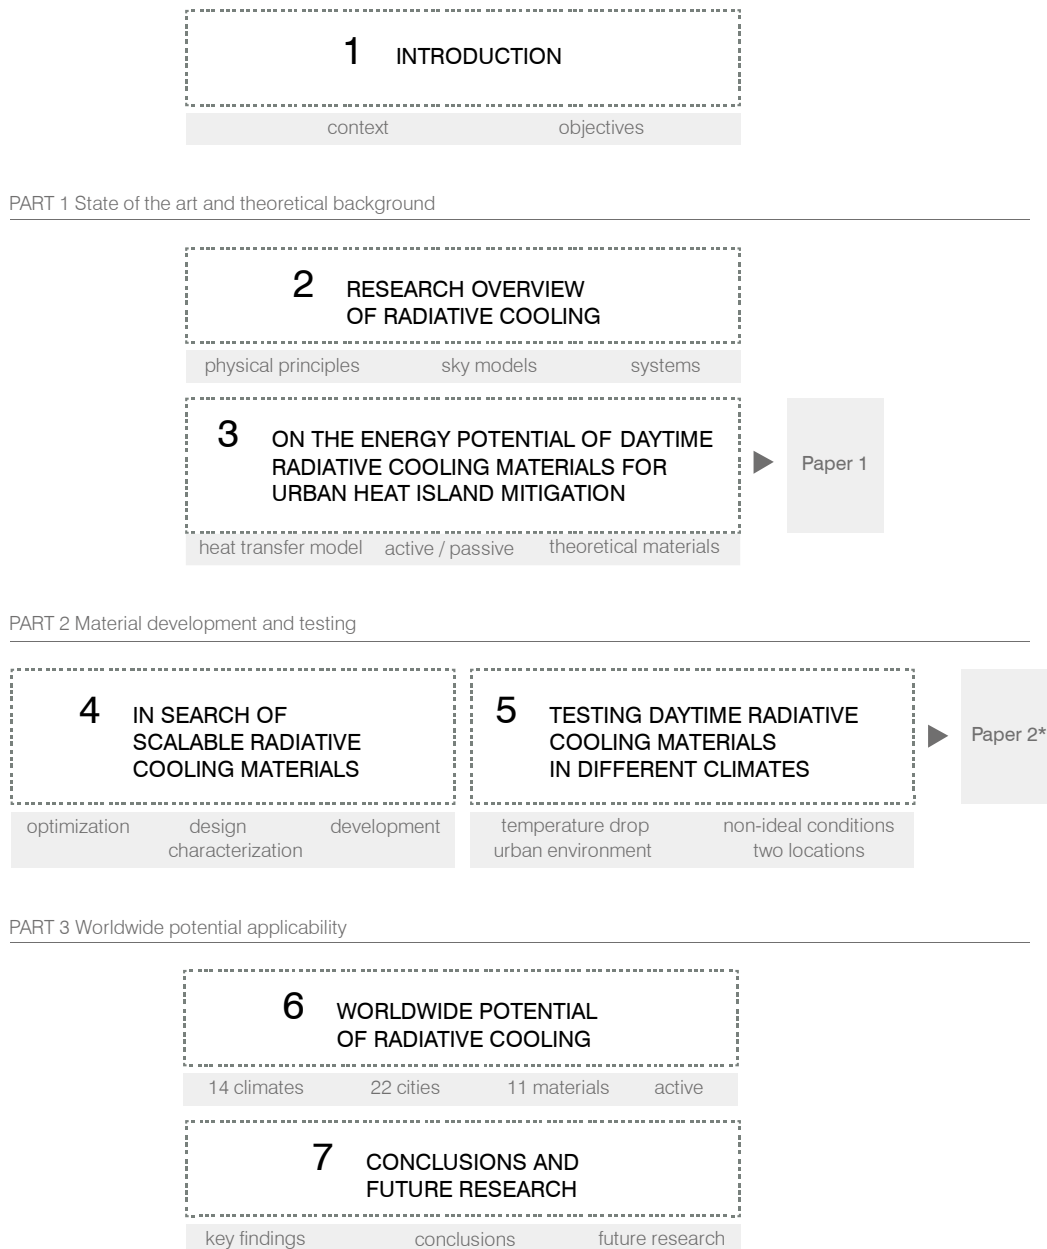 1 INTRODUCTION
context objectives
PART 1 State of the art and theoretical background
2 RESEARCH OVERVIEW
OF RADIATIVE COOLING
physical principles sky models systems
3 ON THE ENERGY POTENTIAL OF DAYTIME
RADIATIVE COOLING MATERIALS FOR
URBAN HEAT ISLAND MITIGATION
Paper 1
heat transfer model active / passive theoretical materials
PART 2 Material development and testing
4 IN SEARCH OF
SCALABLE RADIATIVE
COOLING MATERIALS
optimization design development
characterization
5 TESTING DAYTIME RADIATIVE
COOLING MATERIALS
IN DIFFERENT CLIMATES
Paper 2*
temperature drop non-ideal conditions
urban environment two locations
PART 3 Worldwide potential applicability
6 WORLDWIDE POTENTIAL
OF RADIATIVE COOLING
14 climates 22 cities 11 materials active
7 CONCLUSIONS AND
FUTURE RESEARCH
key findings conclusions future research